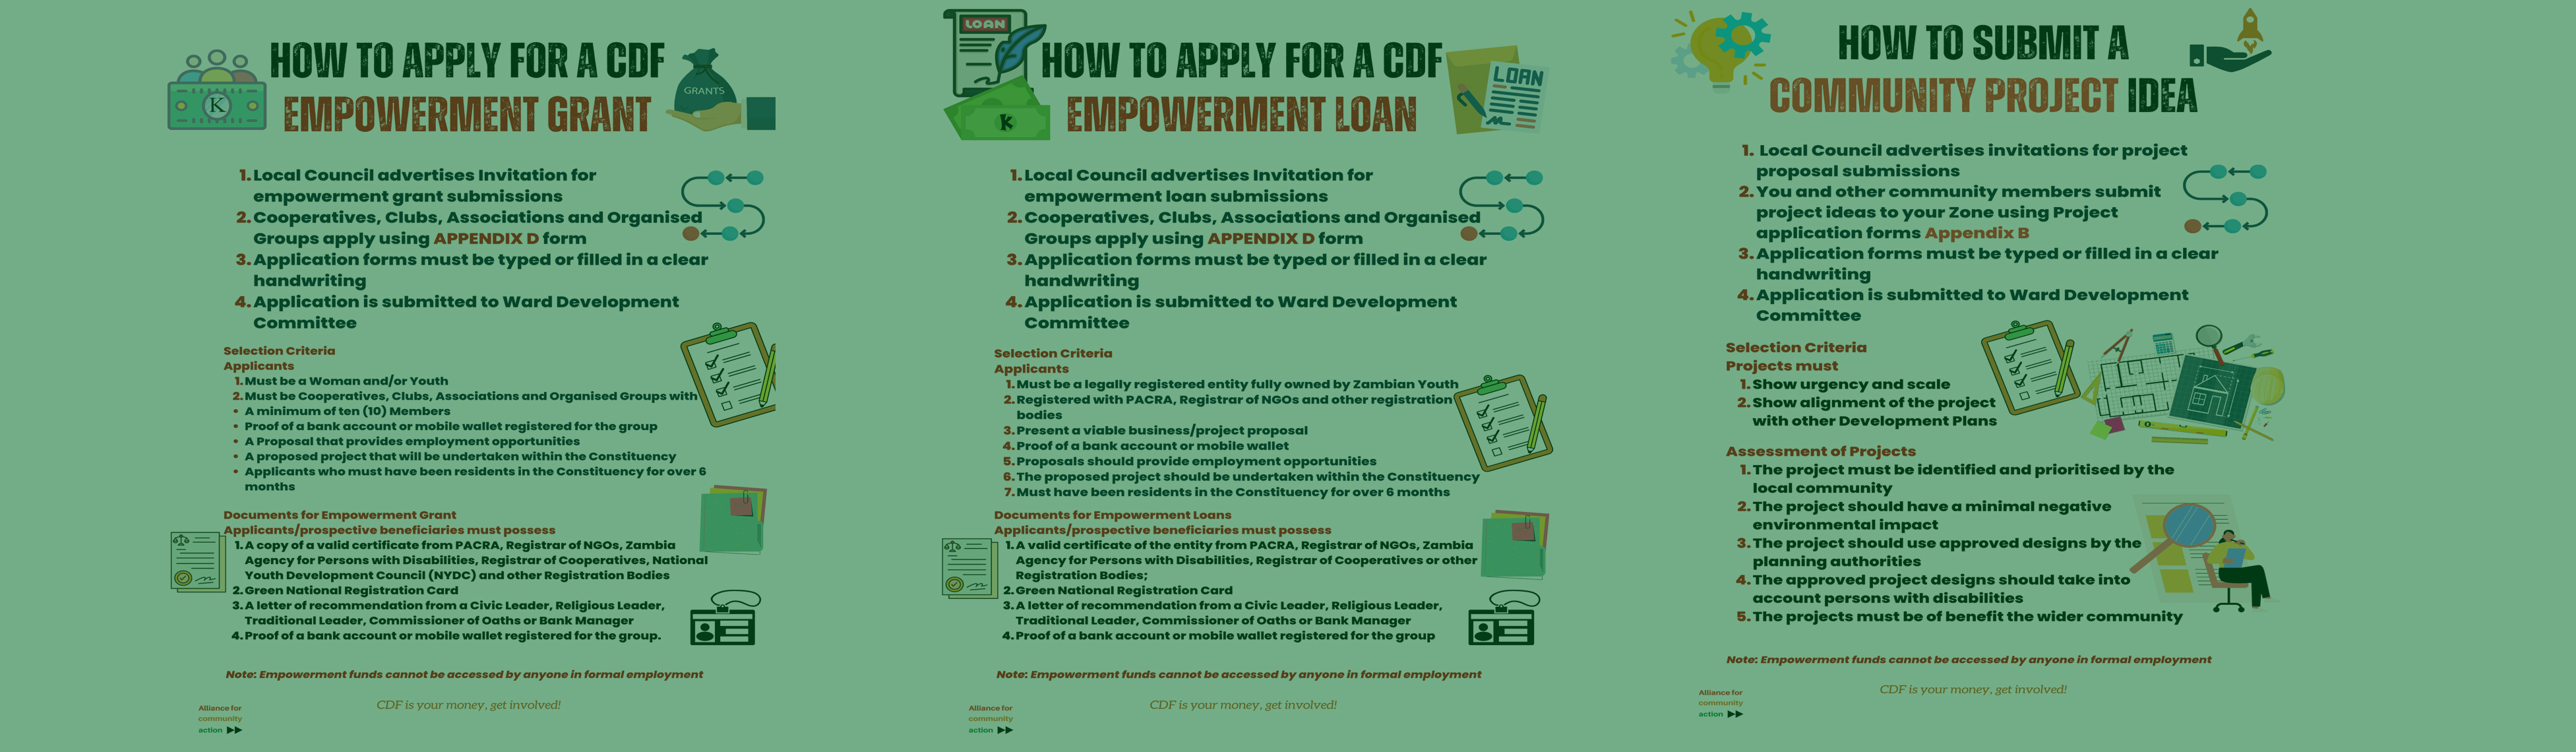 HOW TO APPLY FOR A CDF
EMPOWERMENT GRANT
K
GRANTS
1. Local Council advertises Invitation for
empowerment grant submissions
2. Cooperatives, Clubs, Associations and Organised
Groups apply using APPENDIX D form
3. Application forms must be typed or filled in a clear
handwriting
4. Application is submitted to Ward Development
Committee
Selection Criteria
Applicants
1. Must be a Woman and/or Youth
2. Must be Cooperatives, Clubs, Associations and Organised Groups with
• A minimum of ten (10) Members
• Proof of a bank account or mobile wallet registered for the group
• A Proposal that provides employment opportunities
• A proposed project that will be undertaken within the Constituency
• Applicants who must have been residents in the Constituency for over 6
months
Documents for Empowerment Grant
Applicants/prospective beneficiaries must possess
1. A copy of a valid certificate from PACRA, Registrar of NGOs, Zambia
Agency for Persons with Disabilities, Registrar of Cooperatives, National
Youth Development Council (NYDC) and other Registration Bodies
2. Green National Registration Card
3. A letter of recommendation from a Civic Leader, Religious Leader,
Traditional Leader, Commissioner of Oaths or Bank Manager
4. Proof of a bank account or mobile wallet registered for the group.
Note: Empowerment funds cannot be accessed by anyone in formal employment
CDF is your money, get involved!
Alliance for
community
action
LOAN
HOW TO APPLY FOR A CDF
EMPOWERMENT LOAN
k
LOAN
1. Local Council advertises Invitation for
empowerment loan submissions
2. Cooperatives, Clubs, Associations and Organised
Groups apply using APPENDIX D form
3. Application forms must be typed or filled in a clear
handwriting
4. Application is submitted to Ward Development
Committee
Selection Criteria
Applicants
1. Must be a legally registered entity fully owned by Zambian Youth
2. Registered with PACRA, Registrar of NGOs and other registration
bodies
3. Present a viable business/project proposal
4. Proof of a bank account or mobile wallet
5. Proposals should provide employment opportunities
6. The proposed project should be undertaken within the Constituency
7. Must have been residents in the Constituency for over 6 months
Documents for Empowerment Loans
Applicants/prospective beneficiaries must possess
1. A valid certificate of the entity from PACRA, Registrar of NGOs, Zambia
Agency for Persons with Disabilities, Registrar of Cooperatives or other
Registration Bodies;
2. Green National Registration Card
3. A letter of recommendation from a Civic Leader, Religious Leader,
Traditional Leader, Commissioner of Oaths or Bank Manager
4. Proof of a bank account or mobile wallet registered for the group
Note: Empowerment funds cannot be accessed by anyone in formal employment
CDF is your money, get involved!
Alliance for
community
action
HOW TO SUBMIT A
COMMUNITY PROJECT IDEA
1. Local Council advertises invitations for project
proposal submissions
2. You and other community members submit
project ideas to your Zone using Project
application forms Appendix B
3. Application forms must be typed or filled in a clear
handwriting
4. Application is submitted to Ward Development
Committee
Selection Criteria
Projects must
1. Show urgency and scale
2. Show alignment of the project
with other Development Plans
Assessment of Projects
1. The project must be identified and prioritised by the
local community
2. The project should have a minimal negative
environmental impact
3. The project should use approved designs by the
planning authorities
4. The approved project designs should take into
account persons with disabilities
5. The projects must be of benefit the wider community
Note: Empowerment funds cannot be accessed by anyone in formal employment
CDF is your money, get involved!
Alliance for
community
action